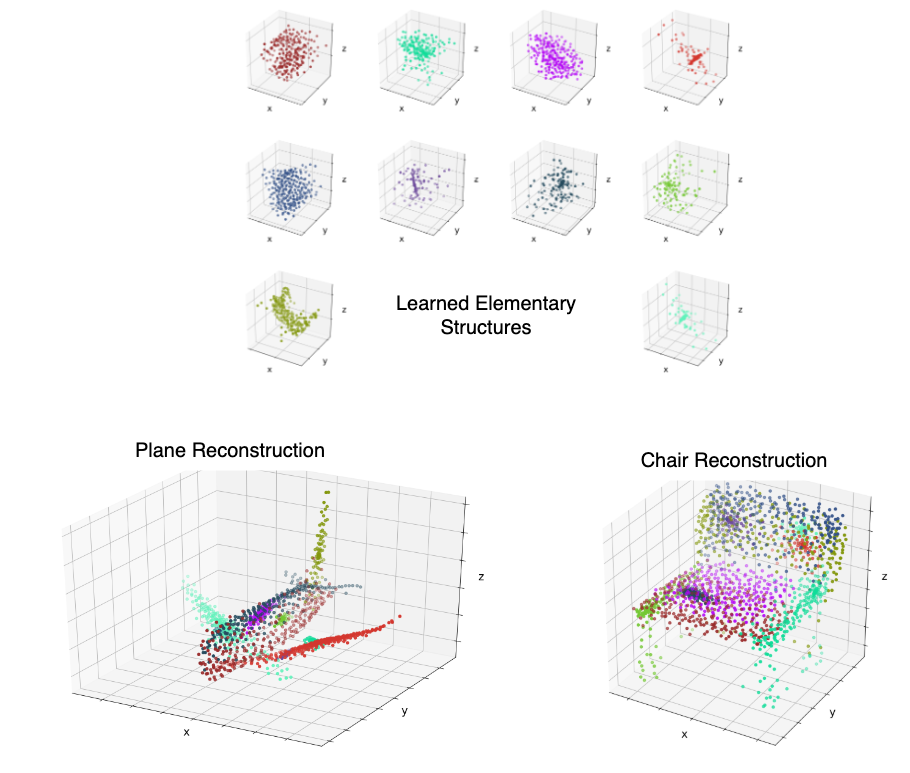 z z z z
x y x y x y x y
z z z z
x y x y x y x y
Learned Elementary
Structures
z z
x y x y
Plane Reconstruction
Chair Reconstruction
z z
y y
x x